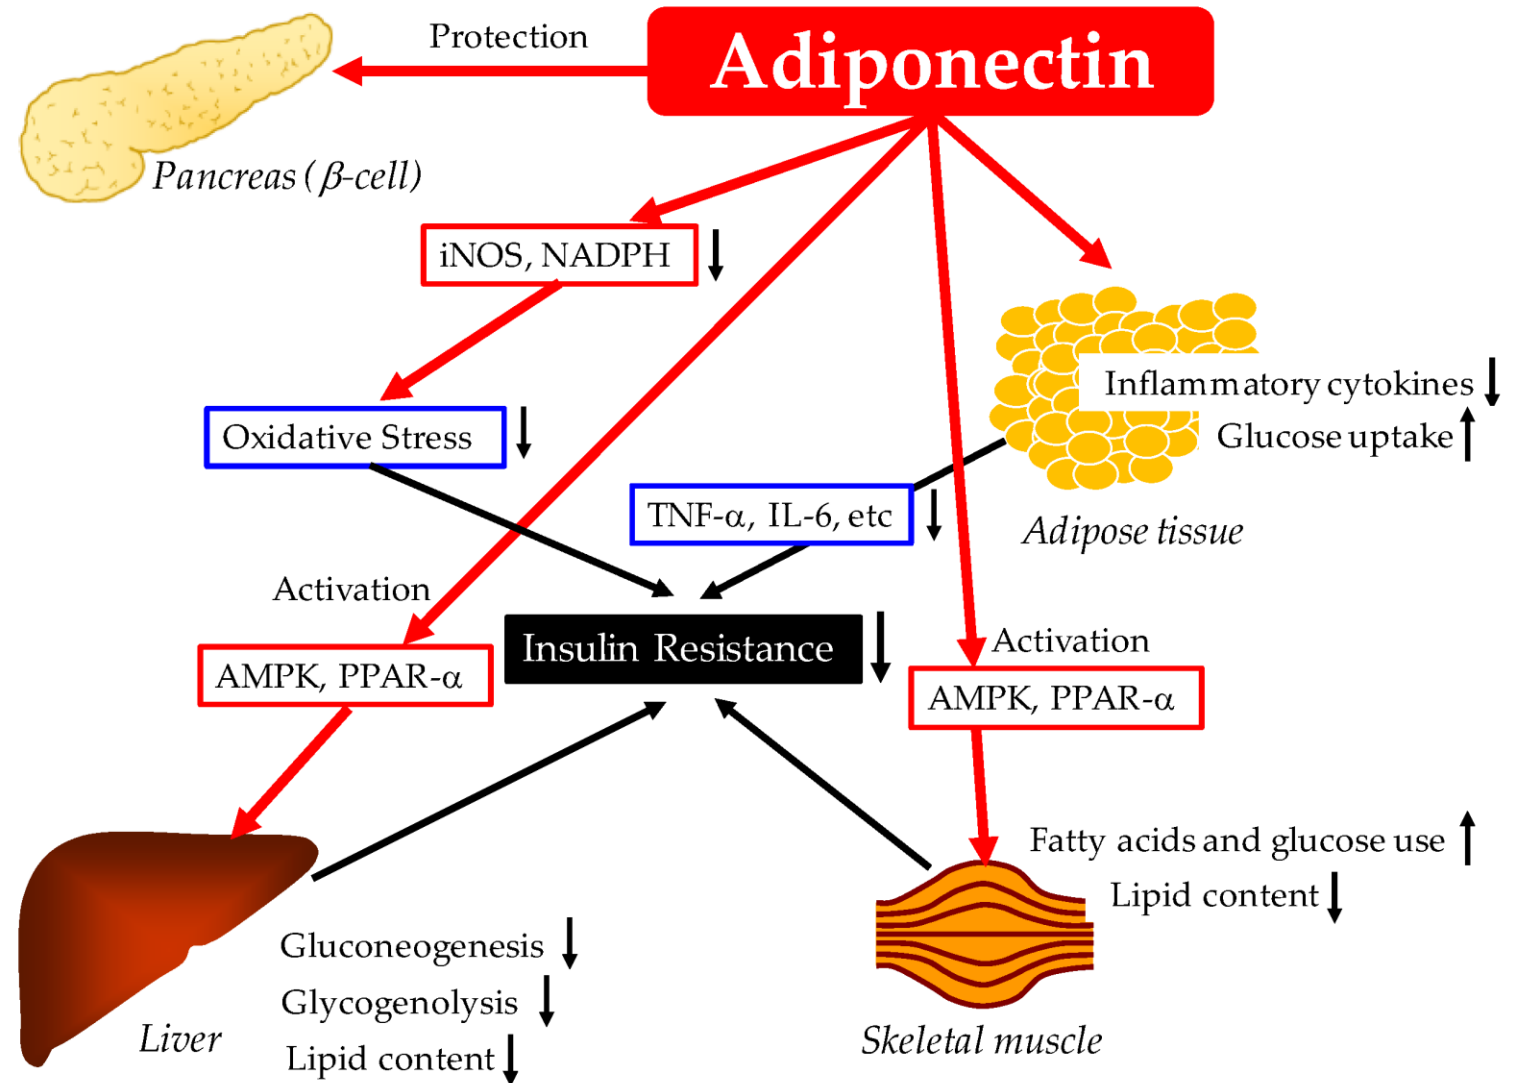 Protection
Adiponectin
Pancreas (β-cell)
iNOS, NADPH ↓
Inflammatory cytokines ↓
Glucose uptake ↑
Oxidative Stress ↓
TNF-α, IL-6, etc ↓
Adipose tissue
Activation
Insulin Resistance ↓
Activation
AMPK, PPAR-α
AMPK, PPAR-α
Fatty acids and glucose use ↑
Lipid content ↓
Gluconeogenesis ↓
Glycogenolysis ↓
Lipid content ↓
Liver
Skeletal muscle